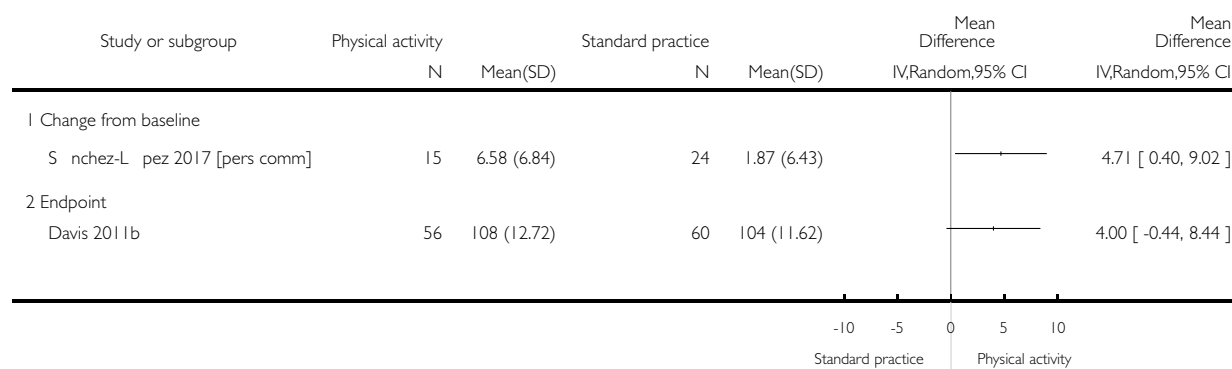 Mean Mean
Study or subgroup Physical activity Standard practice Difference Difference
N Mean(SD) N Mean(SD) IV,Random,95% CI IV,Random,95% CI
1 Change from baseline
S nchez-L pez 2017 [pers comm] 15 6.58 (6.84) 24 1.87 (6.43) 4.71 [ 0.40, 9.02 ]
2 Endpoint
Davis 2011b 56 108 (12.72) 60 104 (11.62) 4.00 [ -0.44, 8.44 ]
-10 -5 0 5 10
Standard practice Physical activity